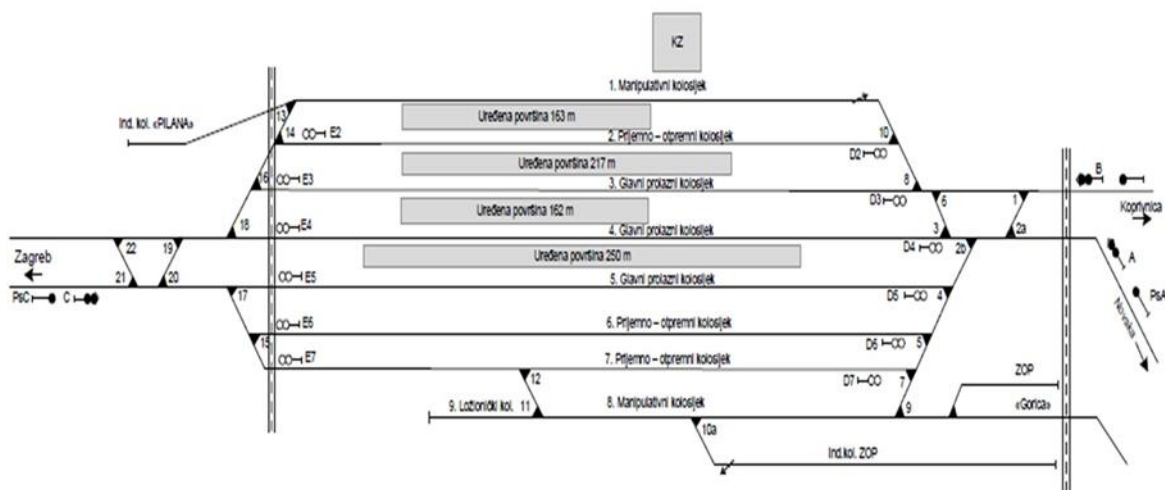 KZ
1. Manipulativni kolosijek
13
Ind. kol. «PILANA»
Uređena površina 163 m
14
E2
2. Prijemno – otpremni kolosijek
10
D2
Uređena površina 217 m
B
16
E3
3. Glavni prolazni kolosijek
8
D3
6
1
Koprivnica
Uređena površina 162 m
18
E4
4. Glavni prolazni kolosijek
3
2a
22
19
D4
2b
Zagreb
Uređena površina 250 m
A
21
20
E5
5. Glavni prolazni kolosijek
PsC
C
17
D5
4
PsA
Novska
E6
6. Prijemno – otpremni kolosijek
15
D6
5
E7
7. Prijemno – otpremni kolosijek
12
D7
7
ZOP
9. Ložionički kol.
11
8. Manipulativni kolosijek
9
«Gorica»
10a
Ind.kol. ZOP